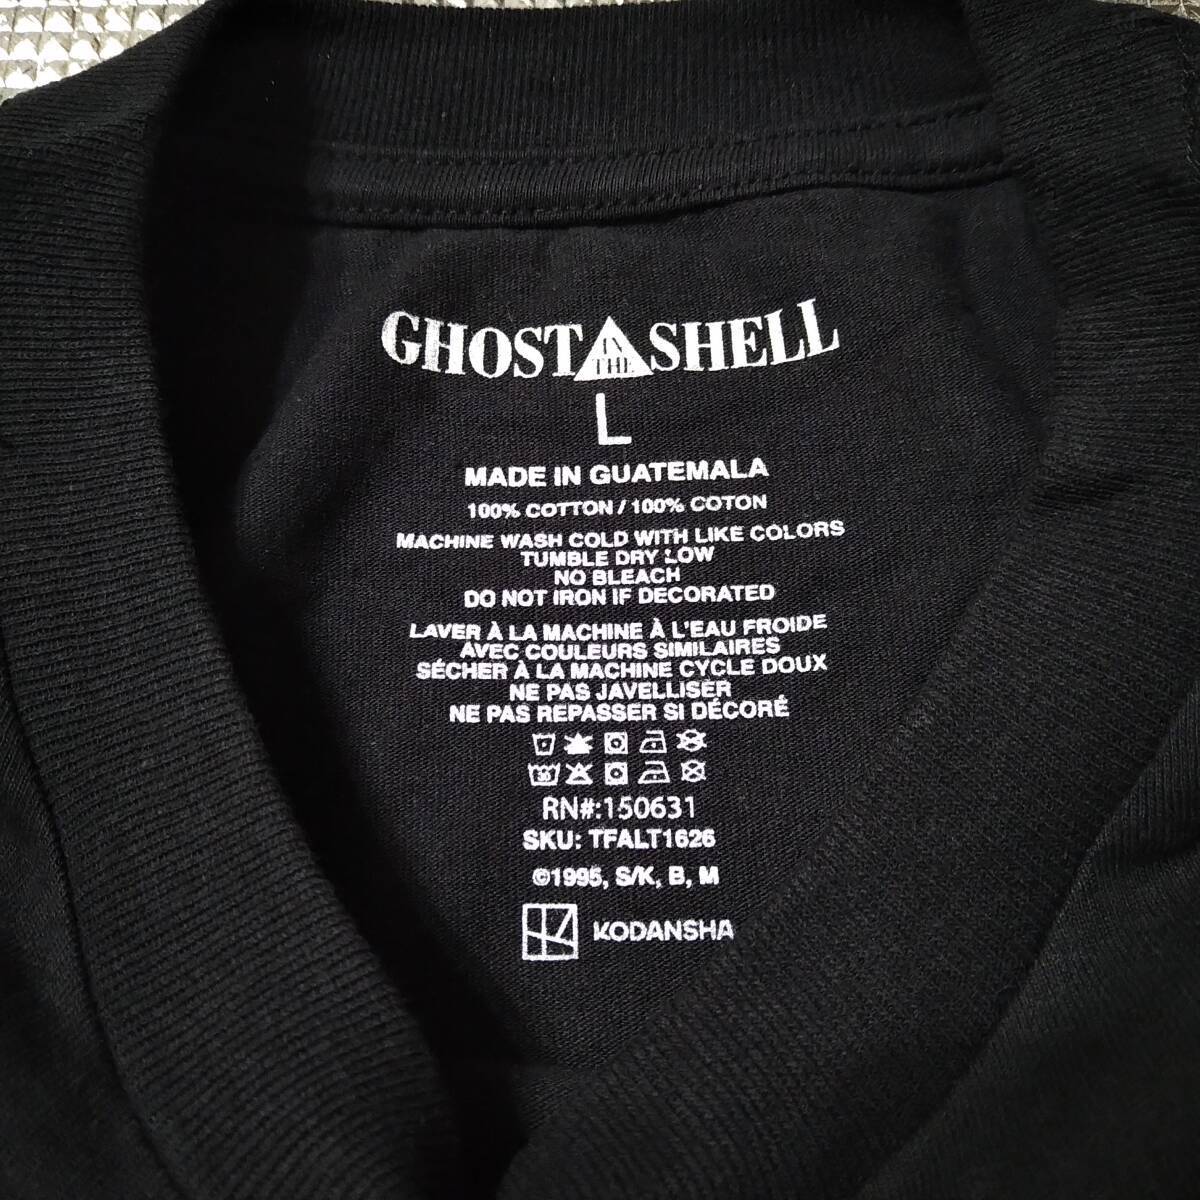 GHOST IN THE SHELL
L
MADE IN GUATEMALA
100% COTTON / 100% COTON
MACHINE WASH COLD WITH LIKE COLORS
TUMBLE DRY LOW
NO BLEACH
DO NOT IRON IF DECORATED
LAVER À LA MACHINE À L'EAU FROIDE
AVEC COULEURS SIMILAIRES
SÉCHER À LA MACHINE CYCLE DOUX
NE PAS JAVELLISER
NE PAS REPASSER SI DÉCORÉ
30
RN#:150631
SKU: TFALT1626
©1995, S/K, B, M
KODANSHA